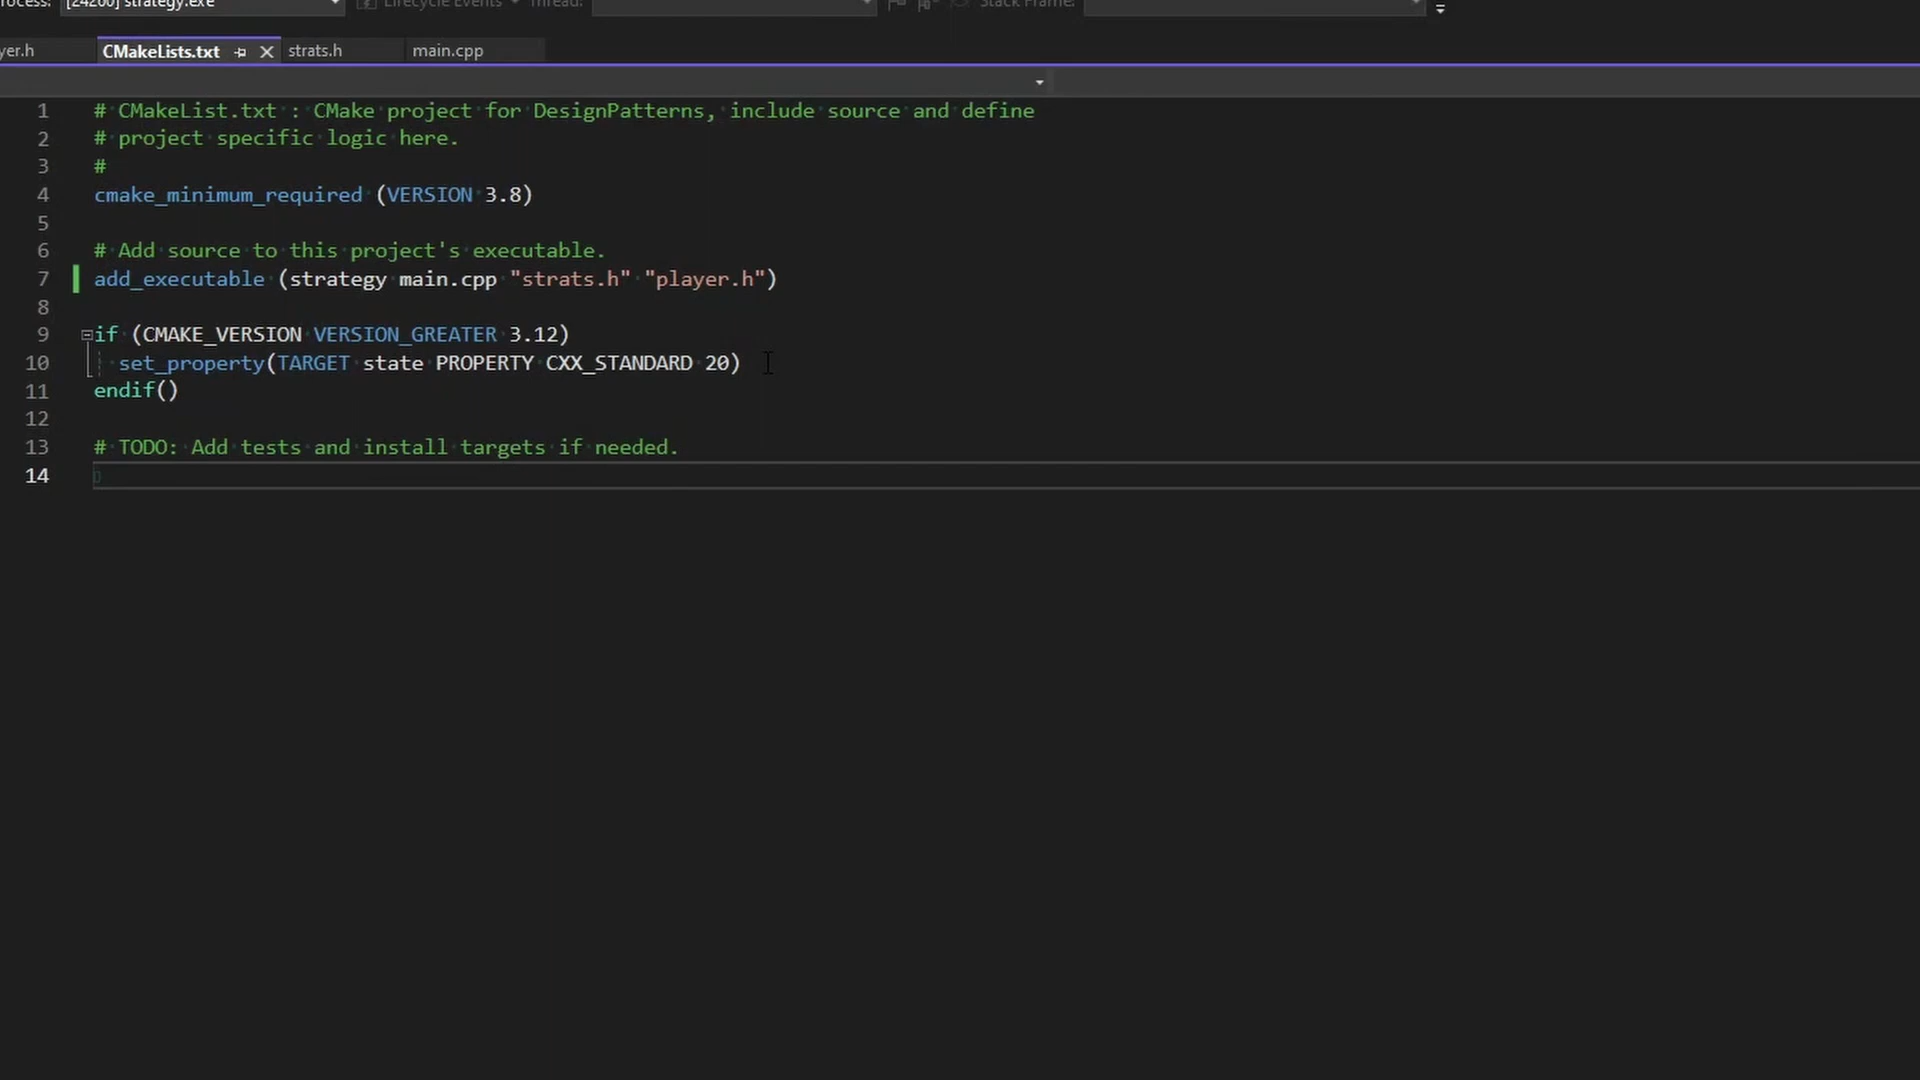 [24200] strategy.exe
Lifecycle Events
Thread:
Stack Frame:
yer.h
CMakeLists.txt
strats.h
main.cpp
1 # CMakeList.txt : CMake project for DesignPatterns, include source and define
2 # project specific logic here.
3 #
4 cmake_minimum_required (VERSION 3.8)
5
6 # Add source to this project's executable.
7 add_executable (strategy main.cpp "strats.h" "player.h")
8
9 if (CMAKE_VERSION VERSION_GREATER 3.12)
10 set_property(TARGET state PROPERTY CXX_STANDARD 20)
11 endif()
12
13 # TODO: Add tests and install targets if needed.
14